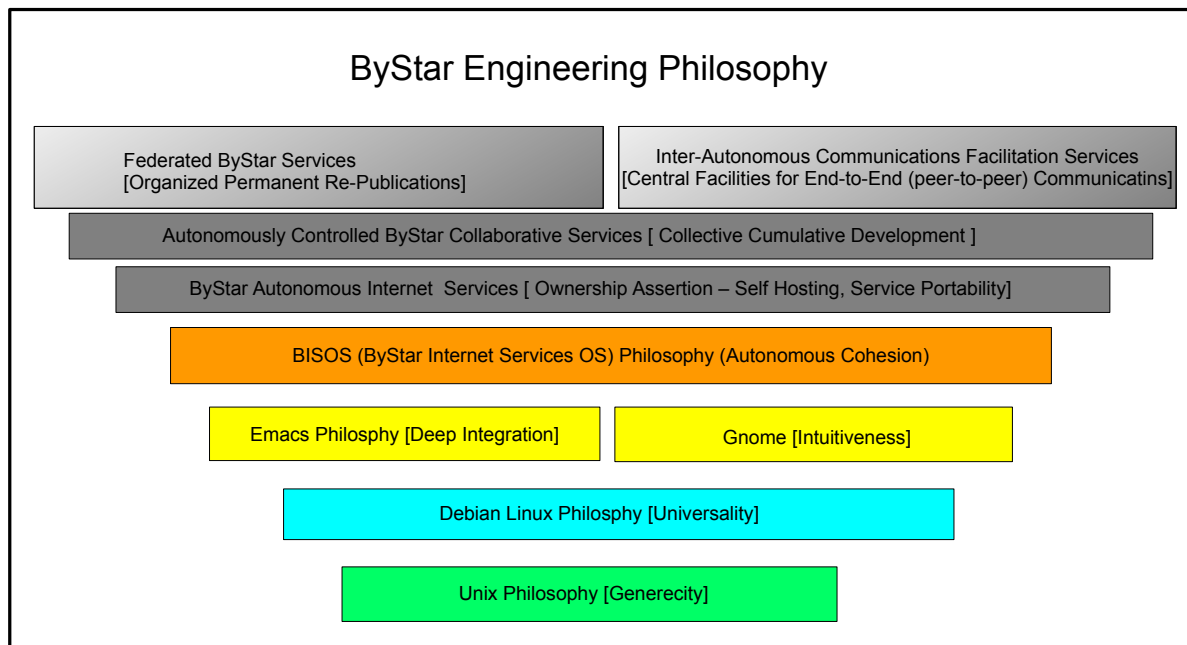 ByStar Engineering Philosophy
Federated ByStar Services
[Organized Permanent Re-Publications]
Inter-Autonomous Communications Facilitation Services
[Central Facilities for End-to-End (peer-to-peer) Communicatins]
Autonomously Controlled ByStar Collaborative Services [ Collective Cumulative Development ]
ByStar Autonomous Internet Services [ Ownership Assertion – Self Hosting, Service Portability]
BISOS (ByStar Internet Services OS) Philosophy (Autonomous Cohesion)
Emacs Philosphy [Deep Integration]
Gnome [Intuitiveness]
Debian Linux Philosphy [Universality]
Unix Philosophy [Generecity]